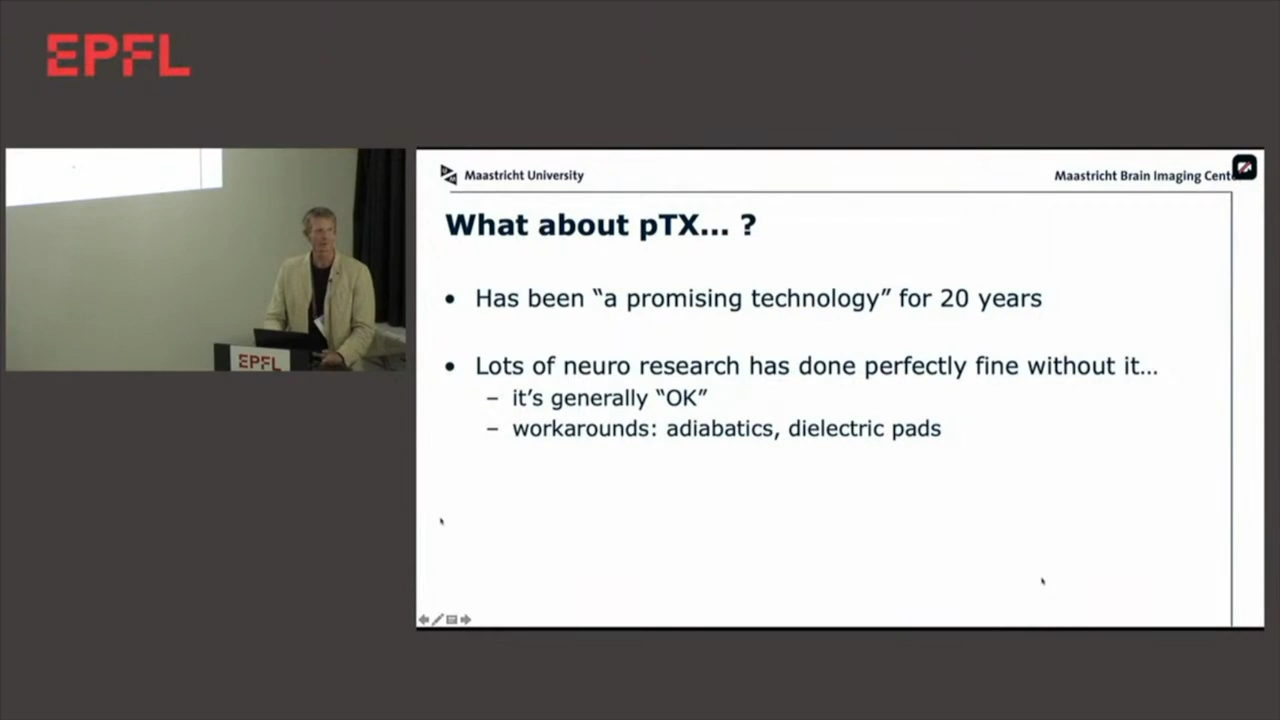 EPFL
EPFL
Maastricht University
Maastricht Brain Imaging
What about pTX... ?
• Has been “a promising technology” for 20 years
• Lots of neuro research has done perfectly fine without it...
– it’s generally “OK”
– workarounds: adiabatics, dielectric pads